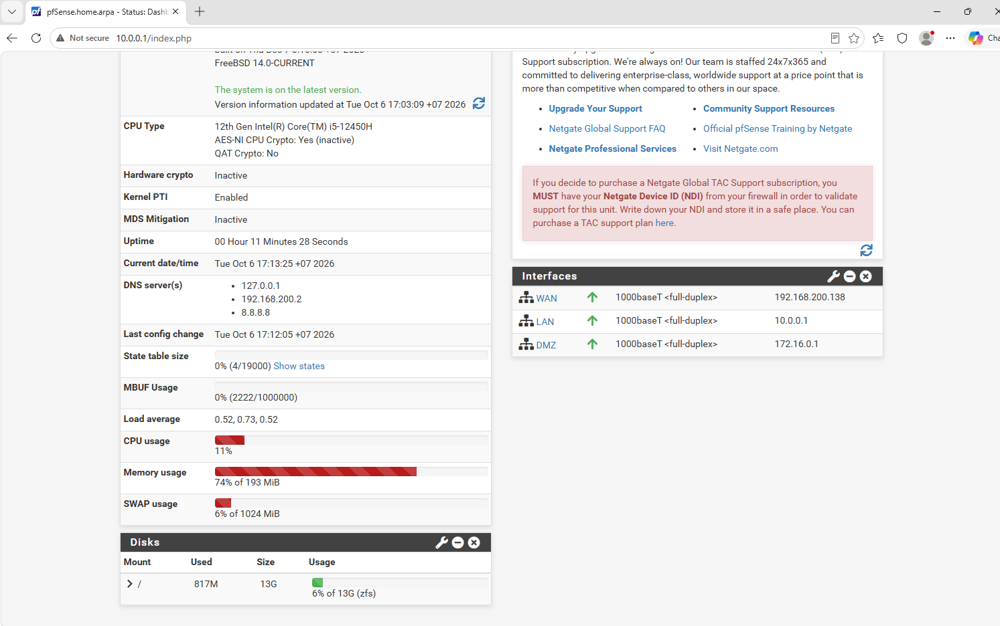 pfSense.home.arpa - Status: Dashb
Not secure 10.0.0.1/index.php
Cha
FreeBSD 14.0-CURRENT
The system is on the latest version.
Version information updated at Tue Oct 6 17:03:09 +07 2026
CPU Type
12th Gen Intel(R) Core(TM) i5-12450H
AES-NI CPU Crypto: Yes (inactive)
QAT Crypto: No
Hardware crypto Inactive
Kernel PTI Enabled
MDS Mitigation Inactive
Uptime 00 Hour 11 Minutes 28 Seconds
Current date/time Tue Oct 6 17:13:25 +07 2026
DNS server(s)
127.0.0.1
192.168.200.2
8.8.8.8
Last config change Tue Oct 6 17:12:05 +07 2026
State table size
0% (4/19000) Show states
MBUF Usage
0% (2222/1000000)
Load average 0.52, 0.73, 0.52
CPU usage
11%
Memory usage
74% of 193 MiB
SWAP usage
6% of 1024 MiB
Disks
Mount Used Size Usage
/ 817M 13G
6% of 13G (zfs)
Support subscription. We're always on! Our team is staffed 24x7x365 and
committed to delivering enterprise-class, worldwide support at a price point that is
more than competitive when compared to others in our space.
Upgrade Your Support
Community Support Resources
Netgate Global Support FAQ
Official pfSense Training by Netgate
Netgate Professional Services
Visit Netgate.com
If you decide to purchase a Netgate Global TAC Support subscription, you
MUST have your Netgate Device ID (NDI) from your firewall in order to validate
support for this unit. Write down your NDI and store it in a safe place. You can
purchase a TAC support plan here.
Interfaces
WAN 1000baseT <full-duplex> 192.168.200.138
LAN 1000baseT <full-duplex> 10.0.0.1
DMZ 1000baseT <full-duplex> 172.16.0.1